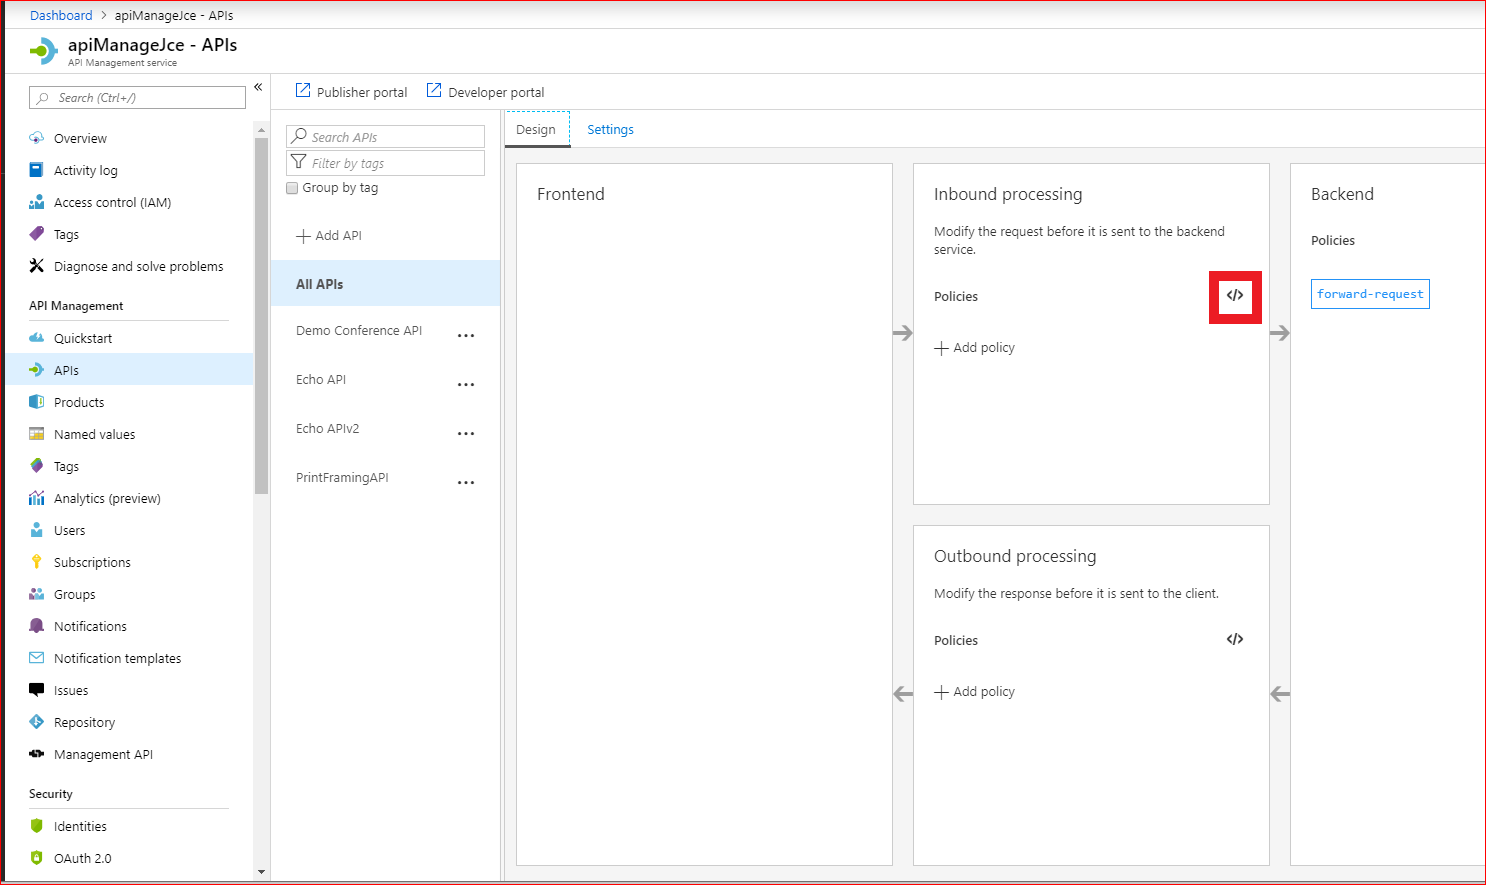 Dashboard > apiManageJce - APIs
apiManageJce - APIs
API Management service
Search (Ctrl+/)
«
Overview
Activity log
Access control (IAM)
Tags
Diagnose and solve problems
API Management
Quickstart
APIs
Products
Named values
Tags
Analytics (preview)
Users
Subscriptions
Groups
Notifications
Notification templates
Issues
Repository
Management API
Security
Identities
OAuth 2.0
Publisher portal
Developer portal
Search APIs
Filter by tags
Group by tag
+ Add API
All APIs
Demo Conference API ...
Echo API ...
Echo APIv2 ...
PrintFramingAPI ...
Design
Settings
Frontend
Inbound processing
Modify the request before it is sent to the backend
service.
Policies </>
+ Add policy
Outbound processing
Modify the response before it is sent to the client.
Policies </>
+ Add policy
Backend
Policies
forward-request